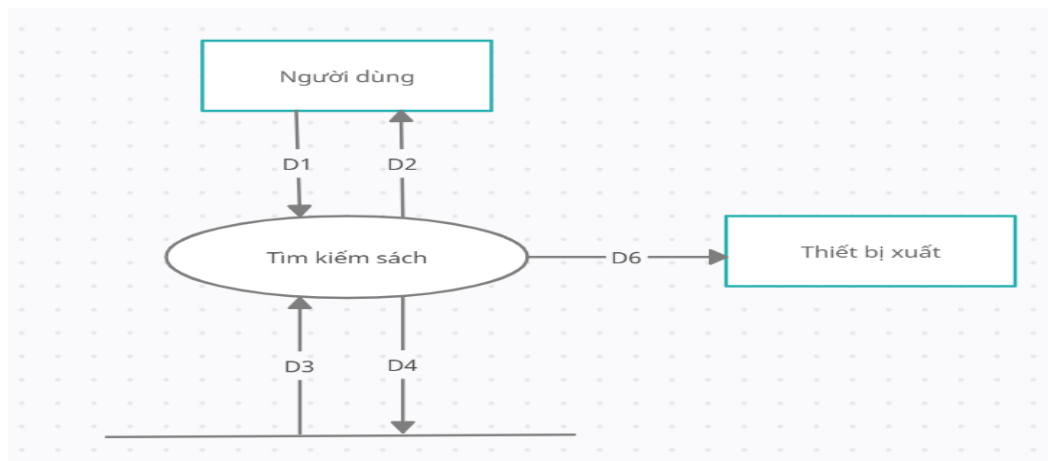 Người dùng
D1
D2
Tìm kiếm sách
D6
Thiết bị xuất
D3
D4